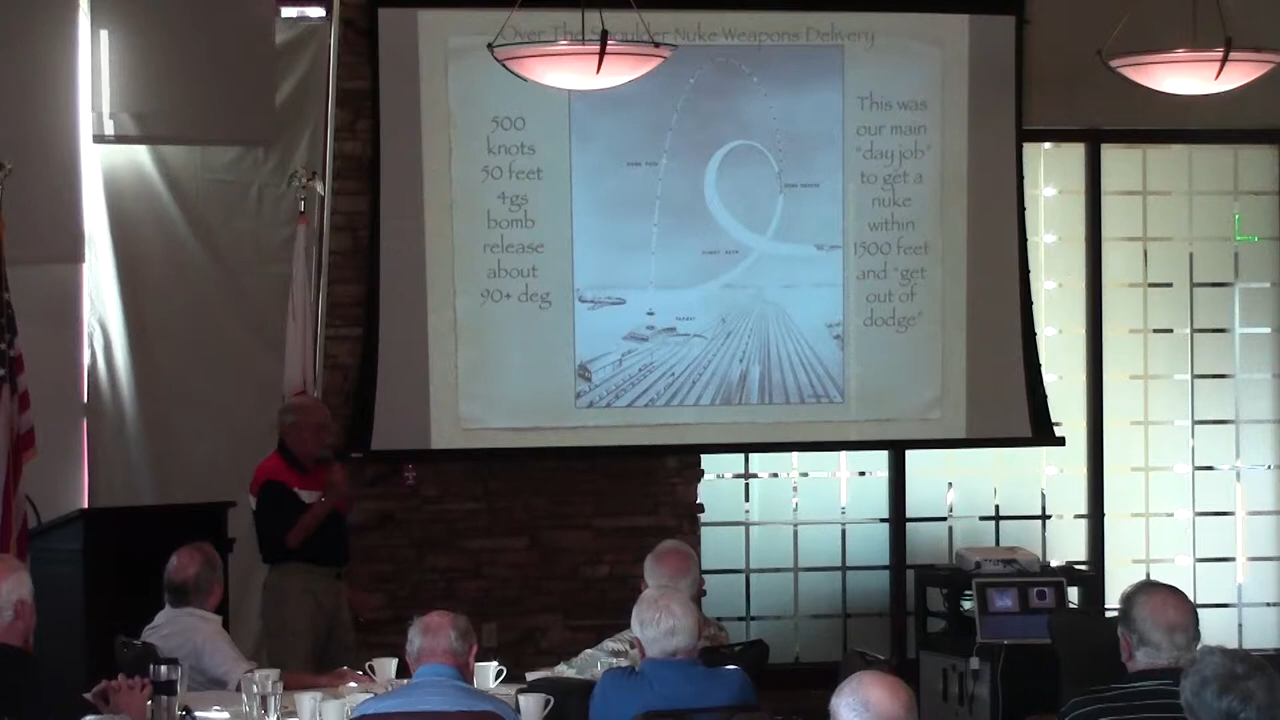 Over The Shoulder Nuke Weapons Delivery
500
knots
50 feet
4gs
bomb
release
about
90+ deg
This was
our main
"day job"
to get a
nuke
within
1500 feet
and "get
out of
dodge"
TARGET